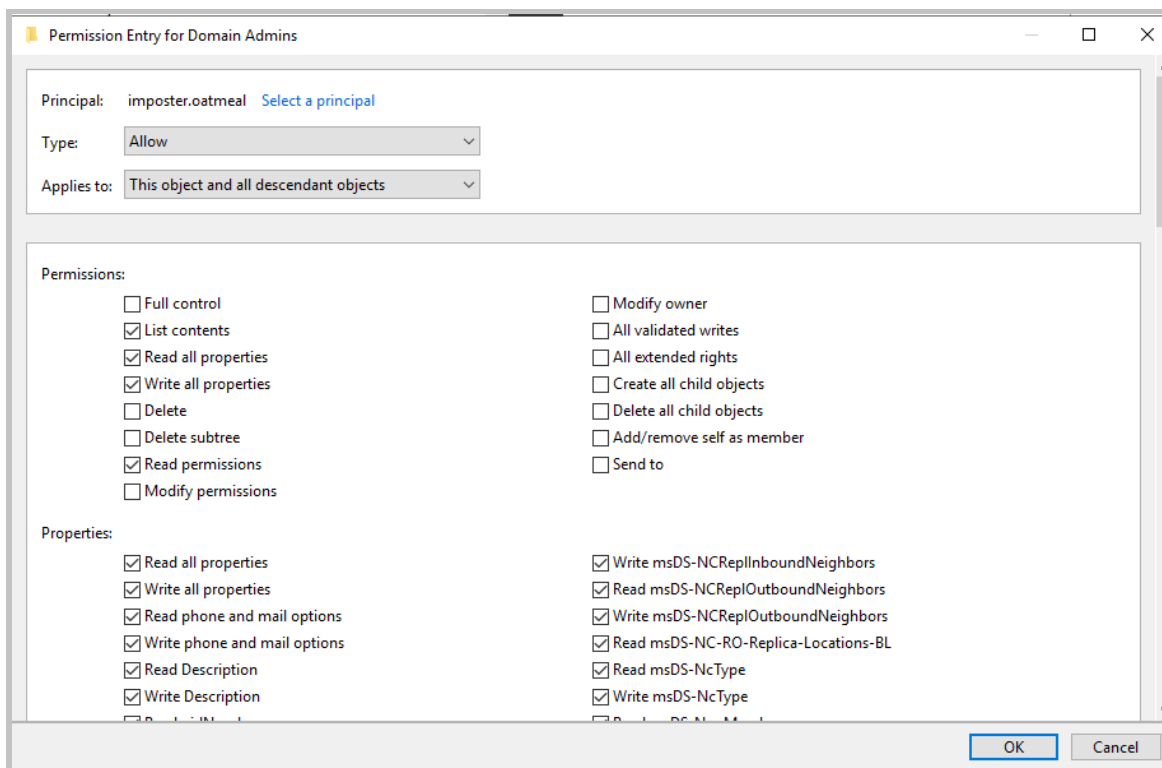 Permission Entry for Domain Admins
Principal: imposter.oatmeal Select a principal
Type: Allow
Applies to: This object and all descendant objects
Permissions:
Full control
List contents
Read all properties
Write all properties
Delete
Delete subtree
Read permissions
Modify permissions
Modify owner
All validated writes
All extended rights
Create all child objects
Delete all child objects
Add/remove self as member
Send to
Properties:
Read all properties
Write all properties
Read phone and mail options
Write phone and mail options
Read Description
Write Description
Write msDS-NCReplInboundNeighbors
Read msDS-NCReplOutboundNeighbors
Write msDS-NCReplOutboundNeighbors
Read msDS-NC-RO-Replica-Locations-BL
Read msDS-NcType
Write msDS-NcType
OK Cancel